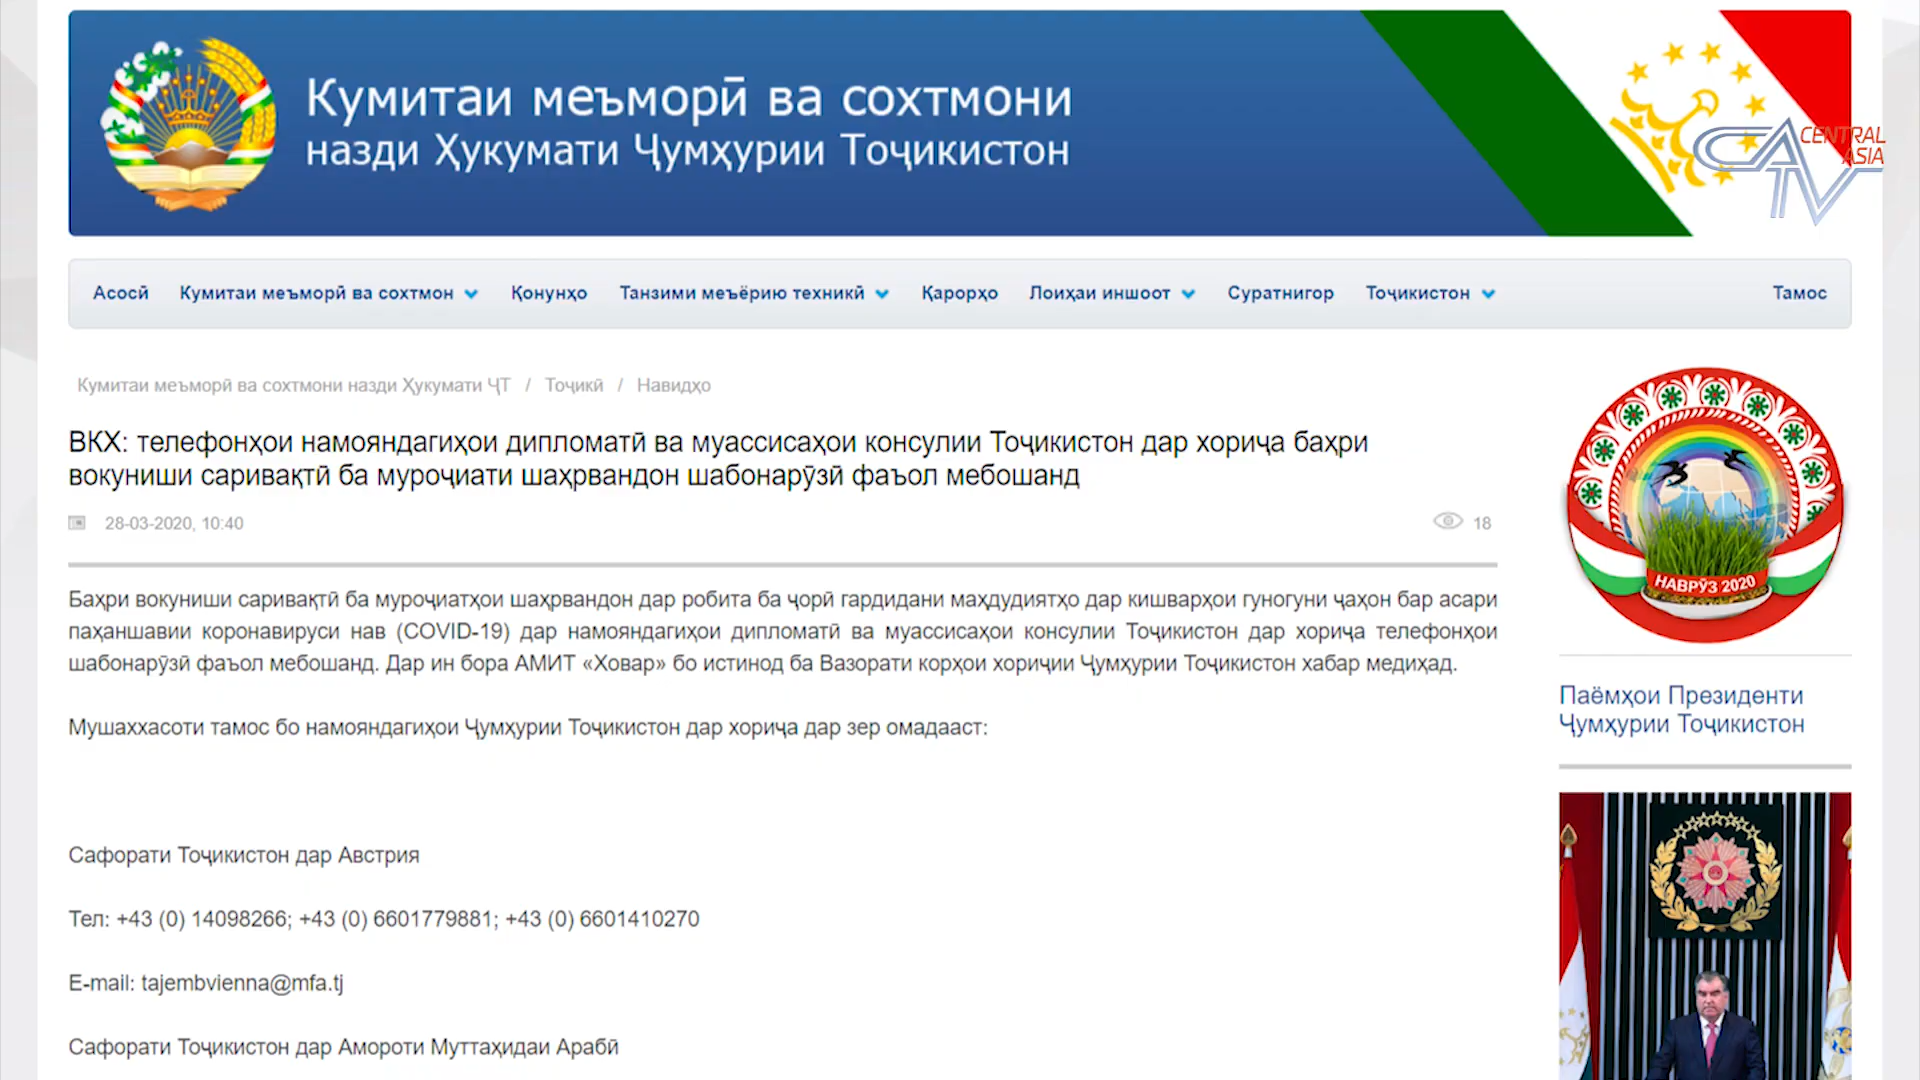 Кумитаи меъморӣ ва сохтмони
назди Ҳукумати Ҷумҳурии Тоҷикистон
CENTRAL
ASIA
CATV
Асосӣ Кумитаи меъморӣ ва сохтмон Қонунҳо Танзими меъёрию техникӣ Қарорҳо Лоиҳаи иншоот Суратнигор Тоҷикистон Тамос
Кумитаи меъморӣ ва сохтмони назди Ҳукумати ҶТ / Тоҷикӣ / Навидҳо
ВКХ: телефонҳои намояндагиҳои дипломатӣ ва муассисаҳои консулии Тоҷикистон дар хориҷа баҳри
вокуниши саривақтӣ ба муроҷиати шаҳрвандон шабонарӯзӣ фаъол мебошанд
28-03-2020, 10:40 18
Баҳри вокуниши саривақтӣ ба муроҷиатҳои шаҳрвандон дар робита ба ҷорӣ гардидани маҳдудиятҳо дар кишварҳои гуногуни ҷаҳон бар асари
паҳаншавии коронавируси нав (COVID-19) дар намояндагиҳои дипломатӣ ва муассисаҳои консулии Тоҷикистон дар хориҷа телефонҳои
шабонарӯзӣ фаъол мебошанд. Дар ин бора АМИТ «Ховар» бо истинод ба Вазорати корҳои хориҷии Ҷумҳурии Тоҷикистон хабар медиҳад.
Мушаххасоти тамос бо намояндагиҳои Ҷумҳурии Тоҷикистон дар хориҷа дар зер омадааст:
Сафорати Тоҷикистон дар Австрия
Тел: +43 (0) 14098266; +43 (0) 6601779881; +43 (0) 6601410270
E-mail: tajembvienna@mfa.tj
Сафорати Тоҷикистон дар Амороти Муттаҳидаи Арабӣ
НАВРӮЗ 2020
Паёмҳои Президенти
Ҷумҳурии Тоҷикистон